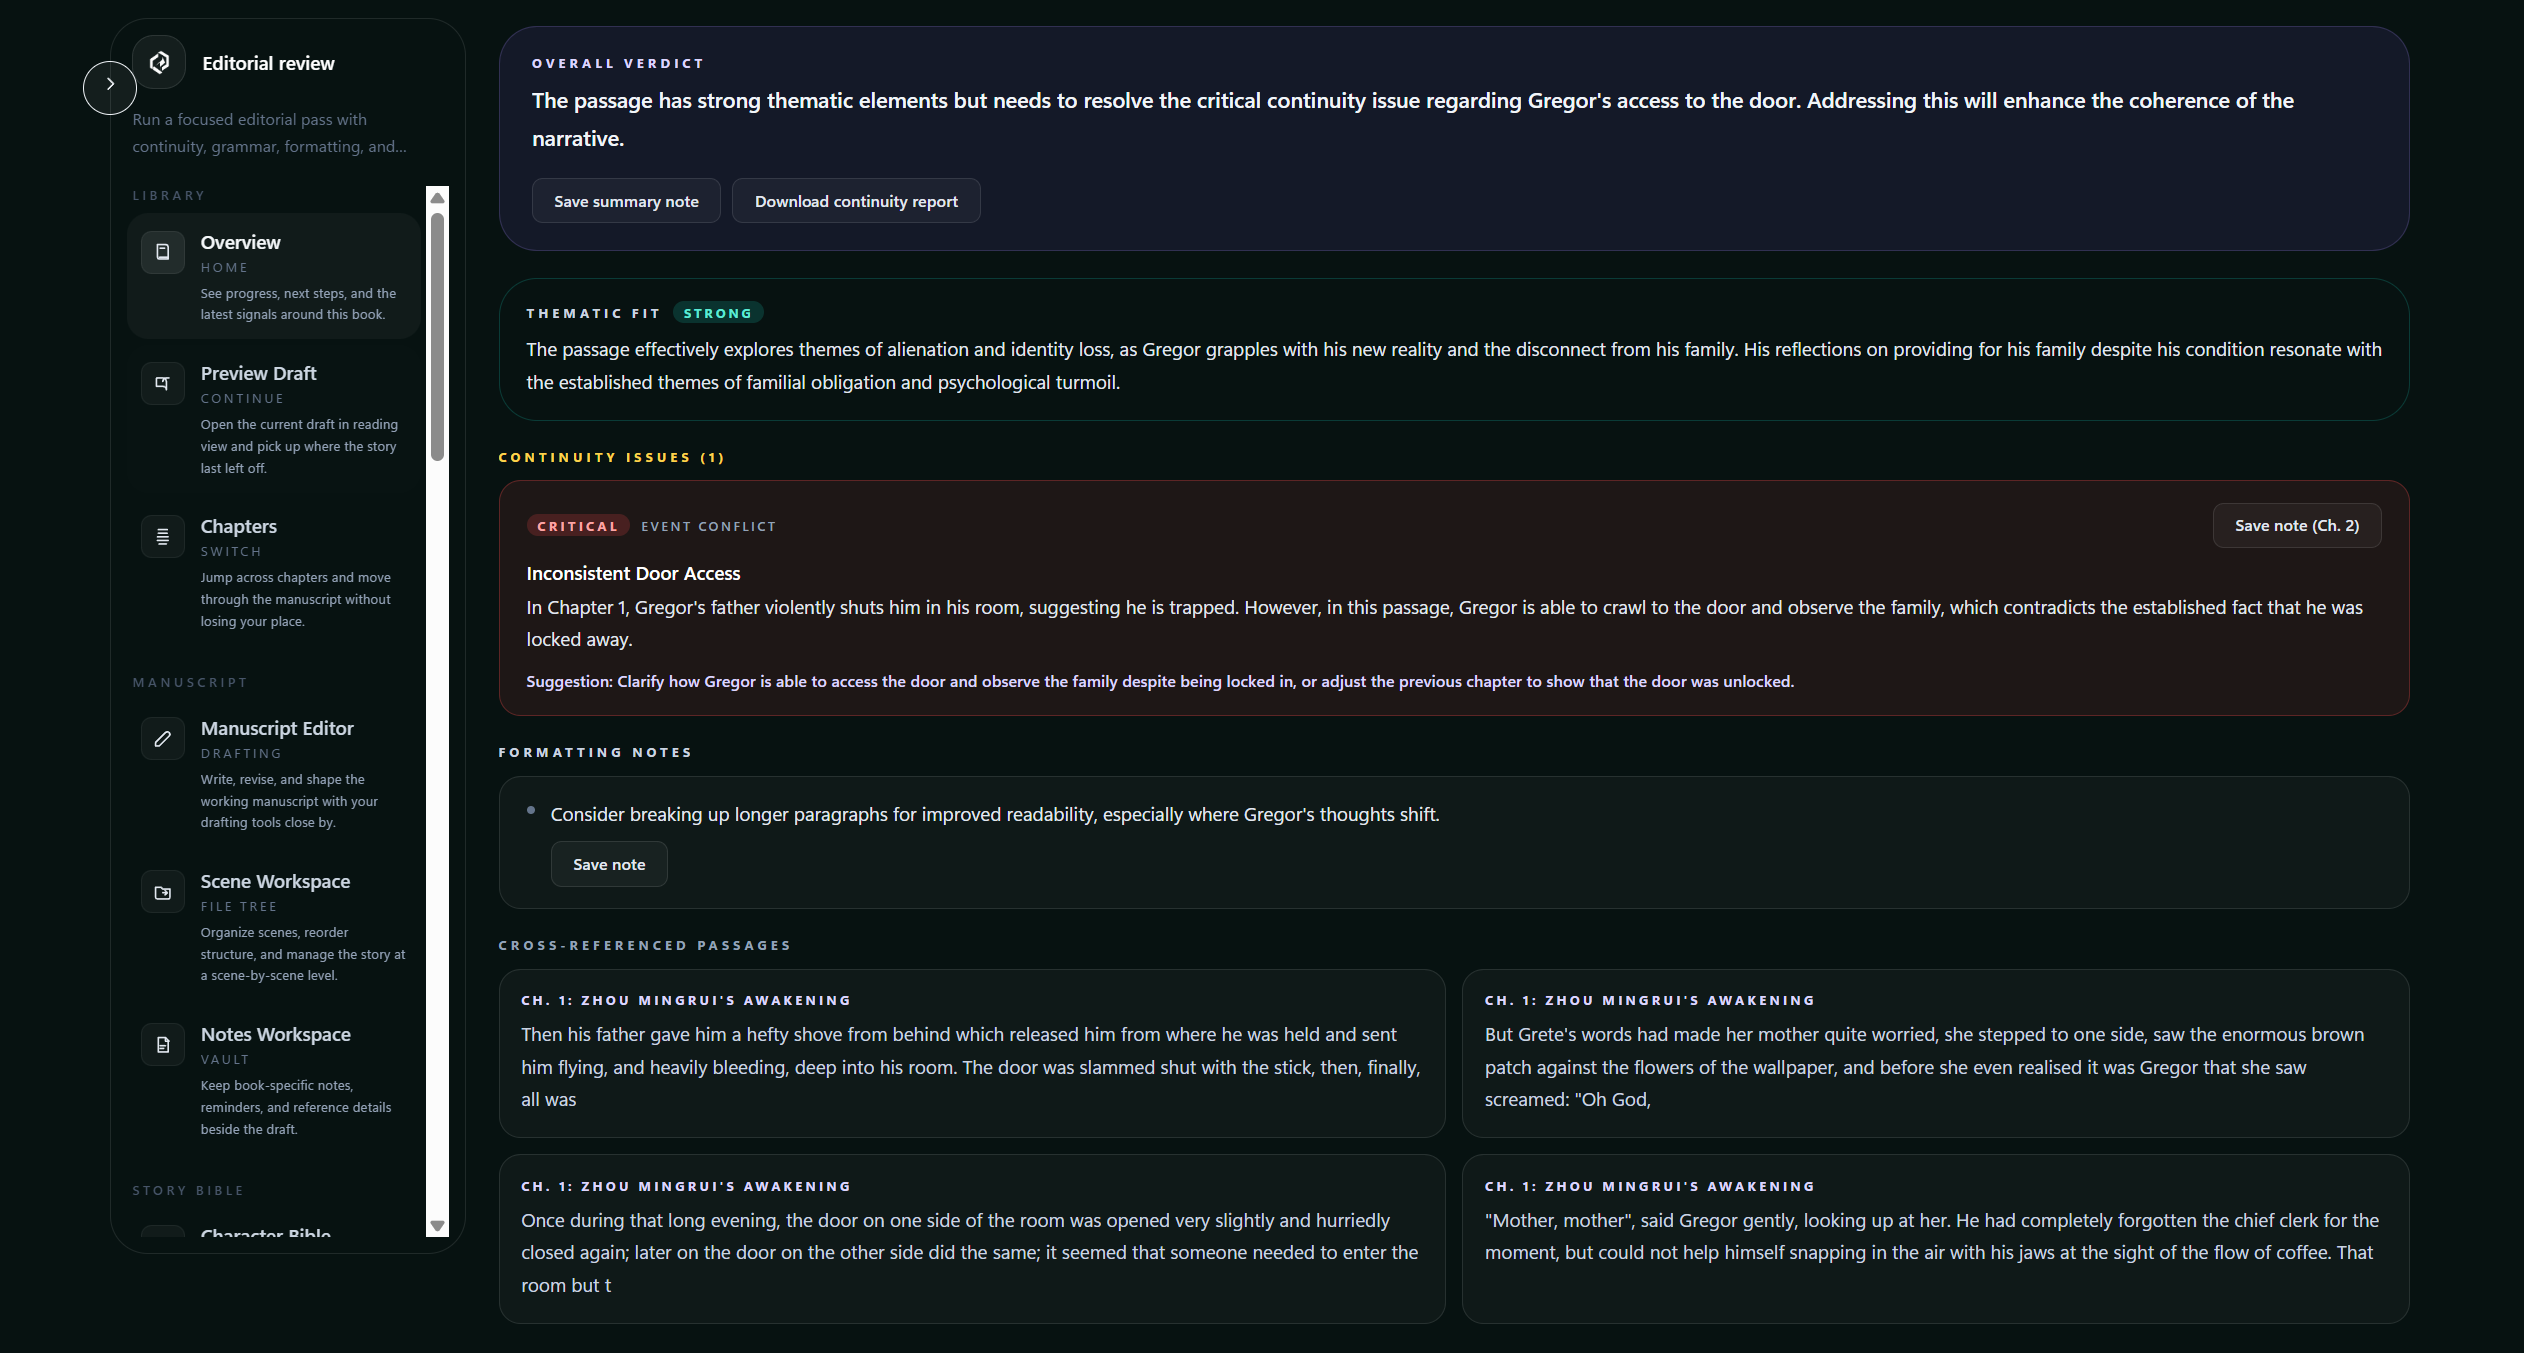 Editorial review
Run a focused editorial pass with
continuity, grammar, formatting, and...
LIBRARY
Overview
HOME
See progress, next steps, and the
latest signals around this book.
Preview Draft
CONTINUE
Open the current draft in reading
view and pick up where the story
last left off.
Chapters
SWITCH
Jump across chapters and move
through the manuscript without
losing your place.
MANUSCRIPT
Manuscript Editor
DRAFTING
Write, revise, and shape the
working manuscript with your
drafting tools close by.
Scene Workspace
FILE TREE
Organize scenes, reorder
structure, and manage the story at
a scene-by-scene level.
Notes Workspace
VAULT
Keep book-specific notes,
reminders, and reference details
beside the draft.
STORY BIBLE
Character Bible
OVERALL VERDICT
The passage has strong thematic elements but needs to resolve the critical continuity issue regarding Gregor's access to the door. Addressing this will enhance the coherence of the
narrative.
Save summary note
Download continuity report
THEMATIC FIT STRONG
The passage effectively explores themes of alienation and identity loss, as Gregor grapples with his new reality and the disconnect from his family. His reflections on providing for his family despite his condition resonate with
the established themes of familial obligation and psychological turmoil.
CONTINUITY ISSUES (1)
CRITICAL EVENT CONFLICT
Save note (Ch. 2)
Inconsistent Door Access
In Chapter 1, Gregor's father violently shuts him in his room, suggesting he is trapped. However, in this passage, Gregor is able to crawl to the door and observe the family, which contradicts the established fact that he was
locked away.
Suggestion: Clarify how Gregor is able to access the door and observe the family despite being locked in, or adjust the previous chapter to show that the door was unlocked.
FORMATTING NOTES
Consider breaking up longer paragraphs for improved readability, especially where Gregor's thoughts shift.
Save note
CROSS-REFERENCED PASSAGES
CH. 1: ZHOU MINGRUI'S AWAKENING
Then his father gave him a hefty shove from behind which released him from where he was held and sent
him flying, and heavily bleeding, deep into his room. The door was slammed shut with the stick, then, finally,
all was
CH. 1: ZHOU MINGRUI'S AWAKENING
But Grete's words had made her mother quite worried, she stepped to one side, saw the enormous brown
patch against the flowers of the wallpaper, and before she even realised it was Gregor that she saw
screamed: "Oh God,
CH. 1: ZHOU MINGRUI'S AWAKENING
Once during that long evening, the door on one side of the room was opened very slightly and hurriedly
closed again; later on the door on the other side did the same; it seemed that someone needed to enter the
room but t
CH. 1: ZHOU MINGRUI'S AWAKENING
"Mother, mother", said Gregor gently, looking up at her. He had completely forgotten the chief clerk for the
moment, but could not help himself snapping in the air with his jaws at the sight of the flow of coffee. That